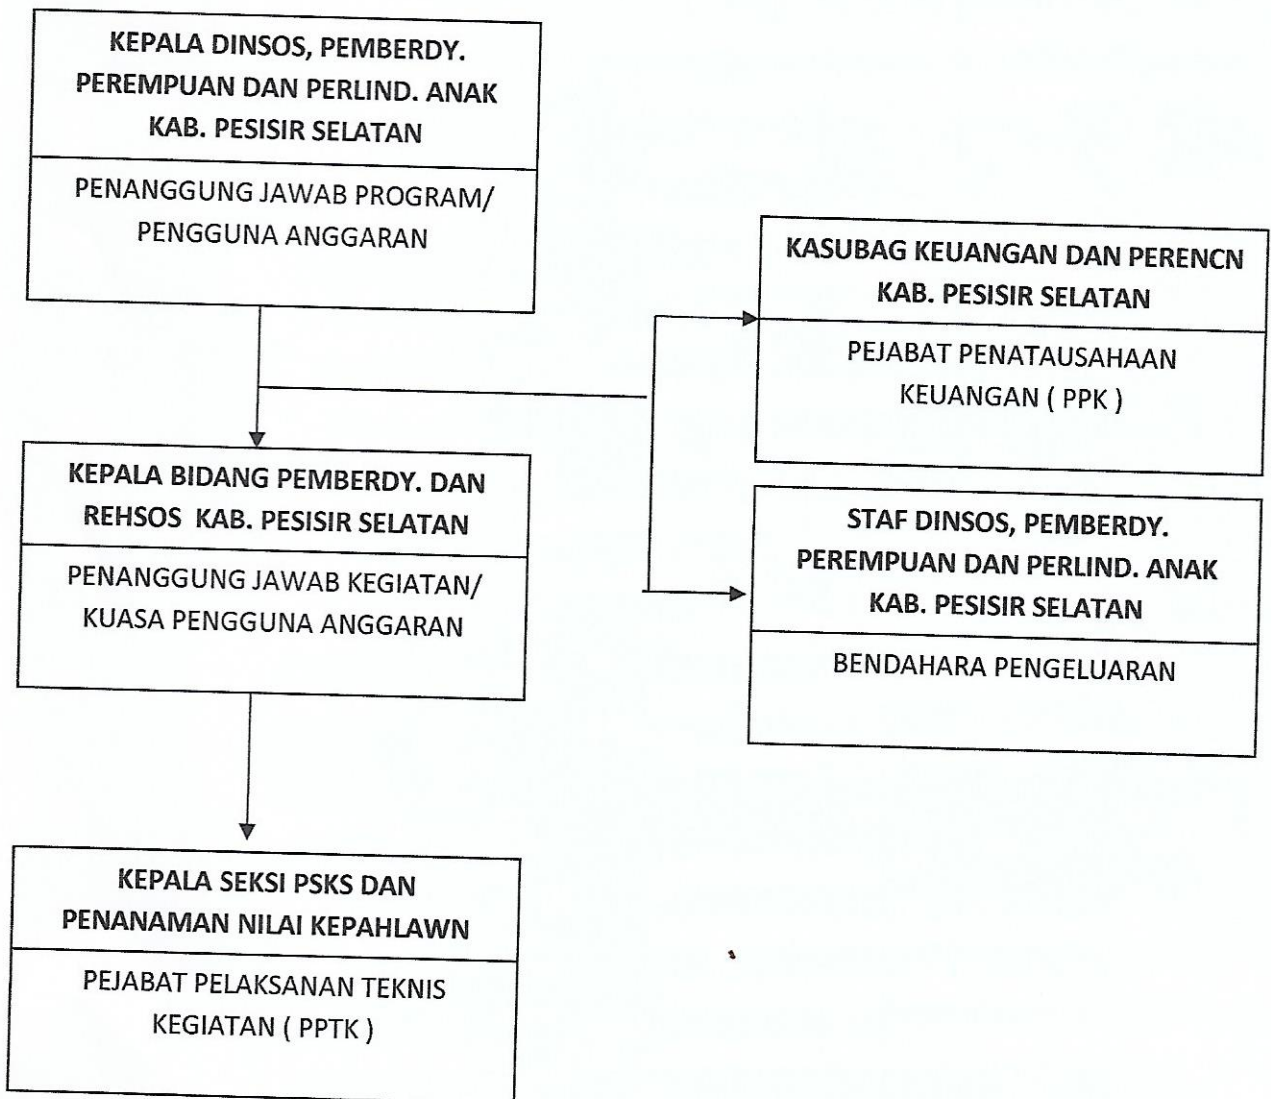 KEPALA DINSOS, PEMBERDY.
PEREMPUAN DAN PERLIND. ANAK
KAB. PESISIR SELATAN
PENANGGUNG JAWAB PROGRAM/
PENGGUNA ANGGARAN
KASUBAG KEUANGAN DAN PERENCN
KAB. PESISIR SELATAN
PEJABAT PENATAUSAHAAN
KEUANGAN ( PPK )
KEPALA BIDANG PEMBERDY. DAN
REHSOS KAB. PESISIR SELATAN
PENANGGUNG JAWAB KEGIATAN/
KUASA PENGGUNA ANGGARAN
STAF DINSOS, PEMBERDY.
PEREMPUAN DAN PERLIND. ANAK
KAB. PESISIR SELATAN
BENDAHARA PENGELUARAN
KEPALA SEKSI PSKS DAN
PENANAMAN NILAI KEPAHLAWN
PEJABAT PELAKSANAN TEKNIS
KEGIATAN ( PPTK )